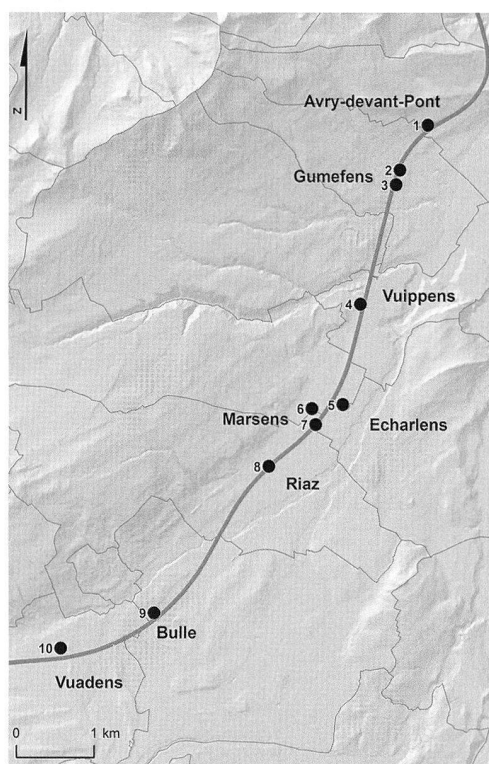 Avry-devant-Pont
1
N
2
Gumefens
3
4
Vuippens
5
6
Marsens
Echarlens
7
8
Riaz
9
Bulle
10
Vuadens
0 1 km